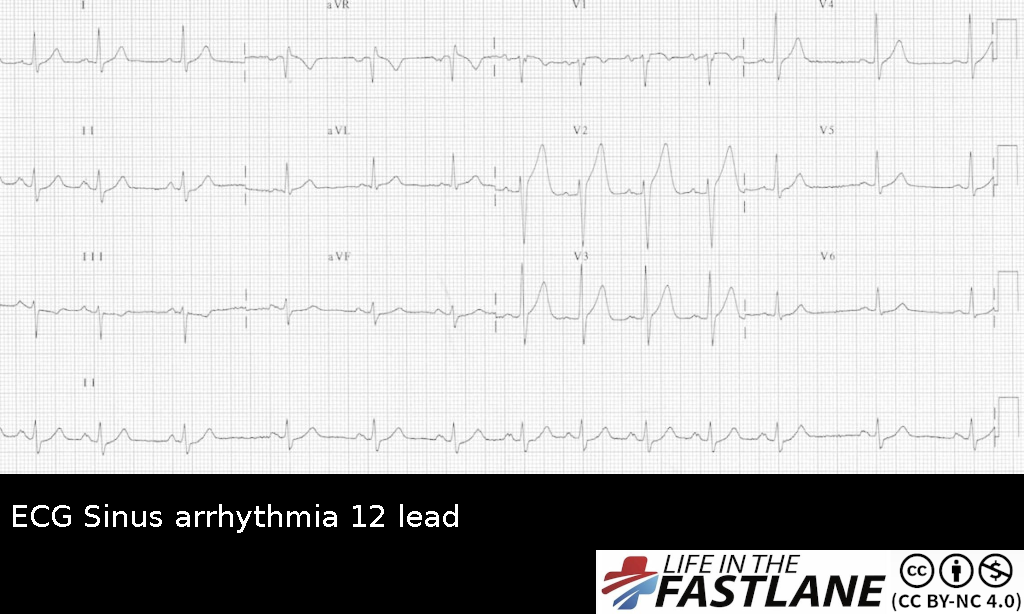 I aVR V1 V4
II aVL V2 V5
III aVF V3 V6
II
ECG Sinus arrhythmia 12 lead
LIFE IN THE
FASTLANE
cc
(CC BY-NC 4.0)